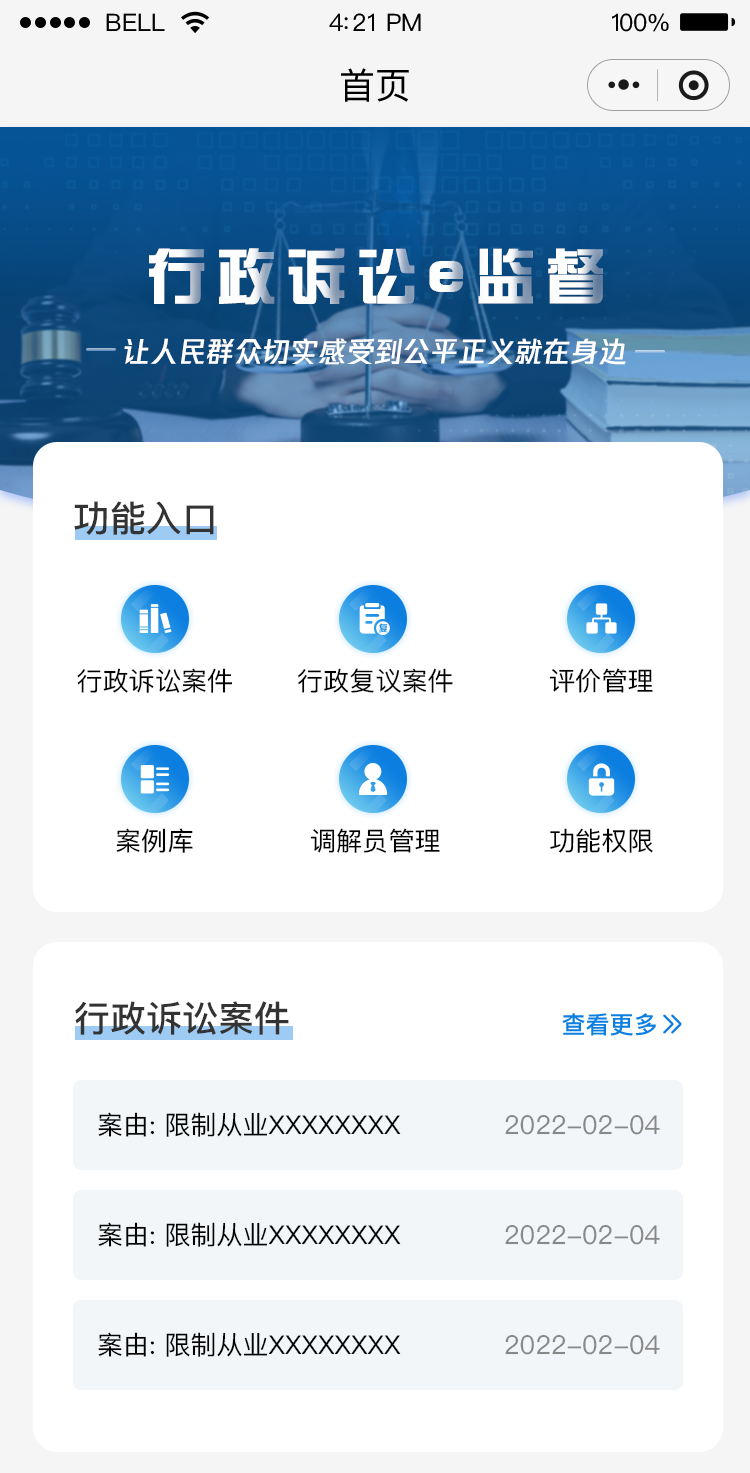 BELL 4:21 PM 100%
首页
行政诉讼e监督
让人民群众切实感受到公平正义就在身边
功能入口
复
行政诉讼案件 行政复议案件 评价管理
案例库 调解员管理 功能权限
行政诉讼案件 查看更多
案由: 限制从业XXXXXXXX 2022-02-04
案由: 限制从业XXXXXXXX 2022-02-04
案由: 限制从业XXXXXXXX 2022-02-04